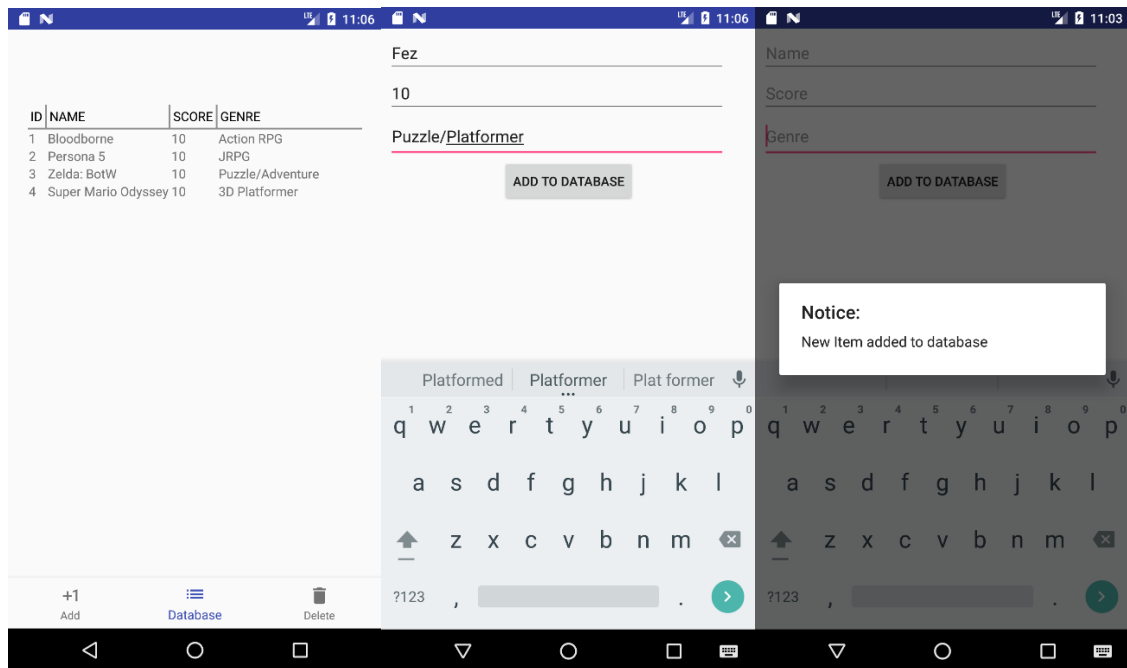 LTE 11:06
ID NAME SCORE GENRE
1 Bloodborne 10 Action RPG
2 Persona 5 10 JRPG
3 Zelda: BotW 10 Puzzle/Adventure
4 Super Mario Odyssey 10 3D Platformer
+1
Add Database Delete
LTE 11:06
Fez
10
Puzzle/Platformer
ADD TO DATABASE
Platformed Platformer Plat former
1 2 3 4 5 6 7 8 9 0
q w e r t y u i o p
a s d f g h j k l
z x c v b n m
?123 , .
LTE 11:03
Name
Score
Genre
ADD TO DATABASE
Notice:
New Item added to database
1 2 3 4 5 6 7 8 9 0
q w e r t y u i o p
a s d f g h j k l
z x c v b n m
?123 , .